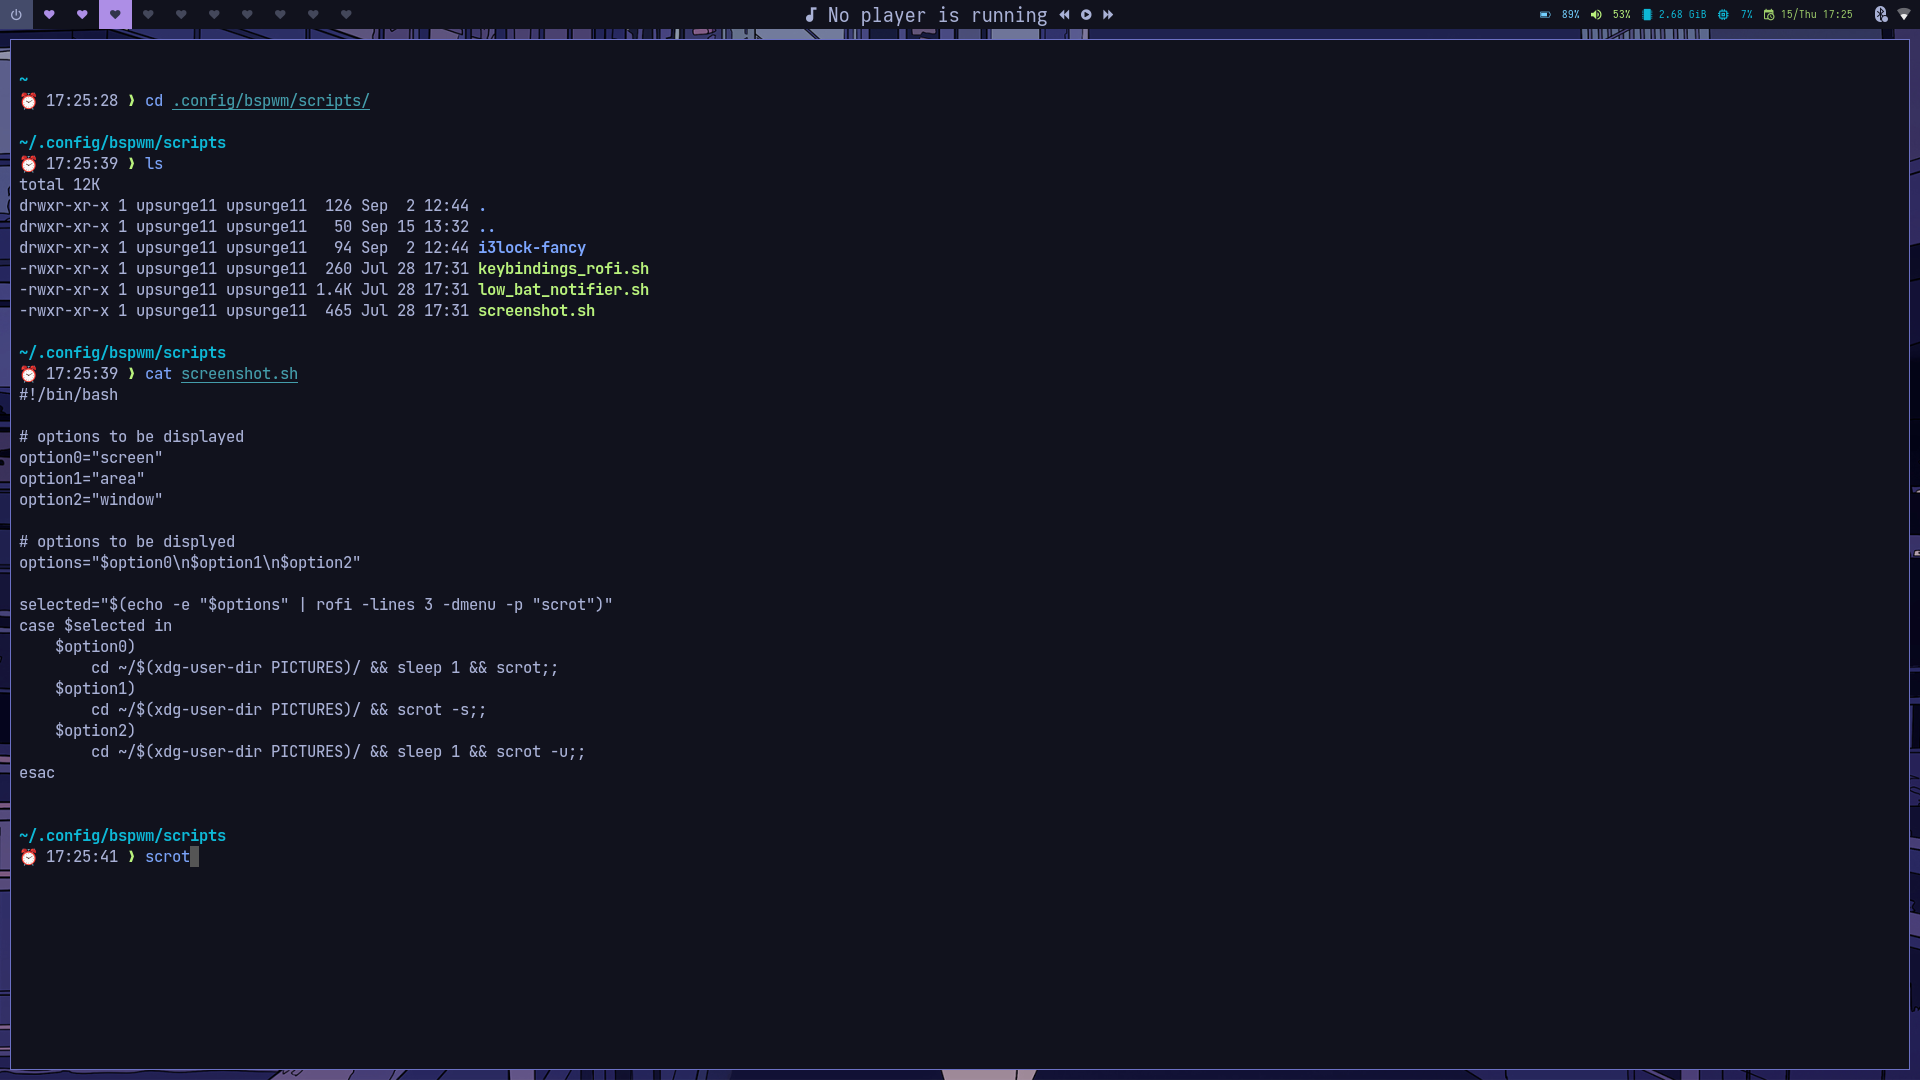 No player is running
89% 53% 2.68 GiB 7% 15/Thu 17:25
~
17:25:28 ❯ cd .config/bspwm/scripts/
~/.config/bspwm/scripts
17:25:39 ❯ ls
total 12K
drwxr-xr-x 1 upsurge11 upsurge11  126 Sep  2 12:44 .
drwxr-xr-x 1 upsurge11 upsurge11   50 Sep 15 13:32 ..
drwxr-xr-x 1 upsurge11 upsurge11   94 Sep  2 12:44 i3lock-fancy
-rwxr-xr-x 1 upsurge11 upsurge11  260 Jul 28 17:31 keybindings_rofi.sh
-rwxr-xr-x 1 upsurge11 upsurge11 1.4K Jul 28 17:31 low_bat_notifier.sh
-rwxr-xr-x 1 upsurge11 upsurge11  465 Jul 28 17:31 screenshot.sh
~/.config/bspwm/scripts
17:25:39 ❯ cat screenshot.sh
#!/bin/bash
# options to be displayed
option0="screen"
option1="area"
option2="window"
# options to be displyed
options="$option0\n$option1\n$option2"
selected="$(echo -e "$options" | rofi -lines 3 -dmenu -p "scrot")"
case $selected in
    $option0)
        cd ~/$(xdg-user-dir PICTURES)/ && sleep 1 && scrot;;
    $option1)
        cd ~/$(xdg-user-dir PICTURES)/ && scrot -s;;
    $option2)
        cd ~/$(xdg-user-dir PICTURES)/ && sleep 1 && scrot -u;;
esac
~/.config/bspwm/scripts
17:25:41 ❯ scrot